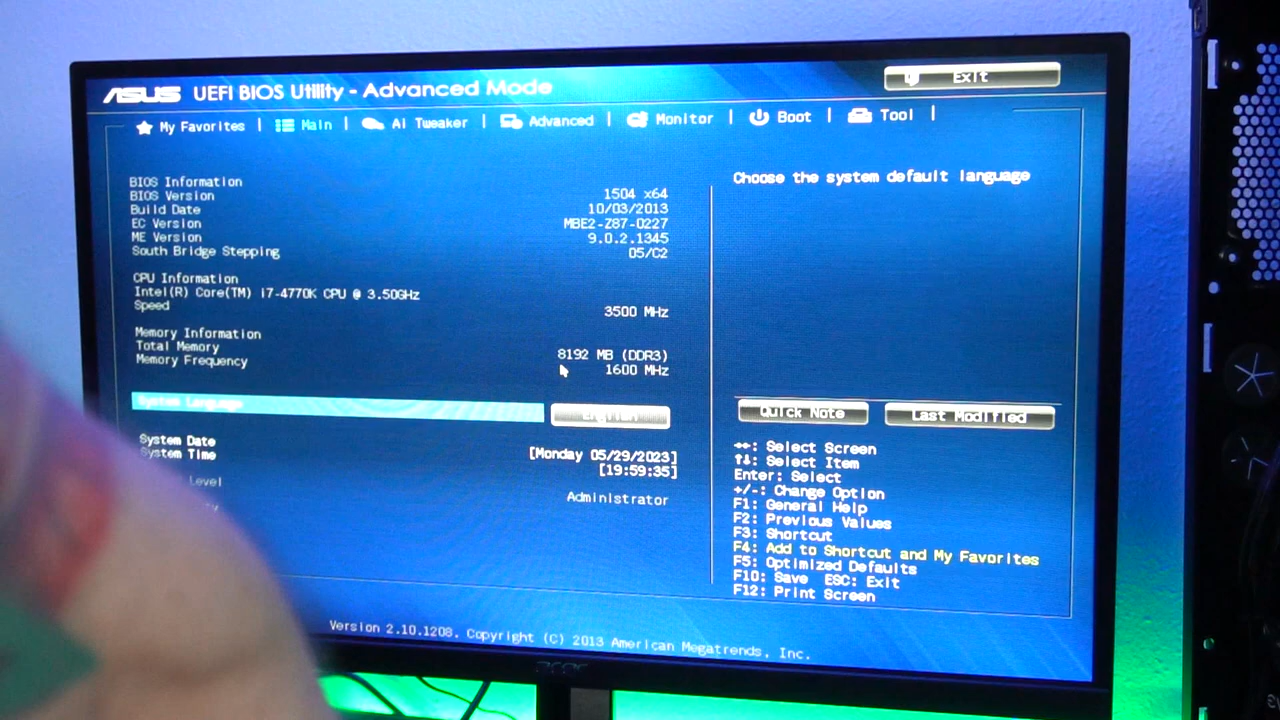 ASUS UEFI BIOS Utility - Advanced Mode
Exit
My Favorites | Main | Ai Tweaker | Advanced | Monitor | Boot | Tool |
BIOS Information
BIOS Version 1504 x64
Build Date 10/03/2013
EC Version MBE2-Z87-0227
ME Version 9.0.2.1345
South Bridge Stepping 05/C2
CPU Information
Intel(R) Core(TM) i7-4770K CPU @ 3.50GHz
Speed 3500 MHz
Memory Information
Total Memory 8192 MB (DDR3)
Memory Frequency 1600 MHz
System Language English
System Date [Monday 05/29/2023]
System Time [19:59:35]
Level Administrator
Choose the system default language
Quick Note Last Modified
→←: Select Screen
↑↓: Select Item
Enter: Select
+/-: Change Option
F1: General Help
F2: Previous Values
F3: Shortcut
F4: Add to Shortcut and My Favorites
F5: Optimized Defaults
F10: Save ESC: Exit
F12: Print Screen
Version 2.10.1208. Copyright (C) 2013 American Megatrends, Inc.
acer